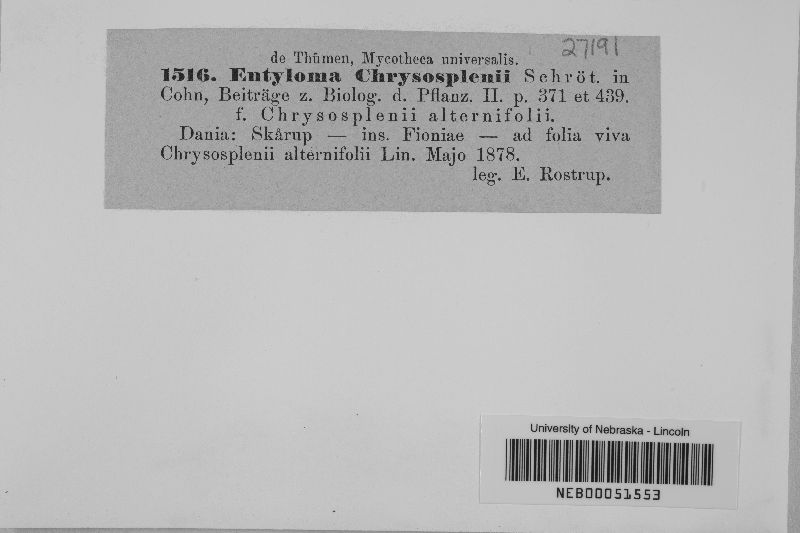 27191
de Thümen, Mycotheca universalis.
1516. Entyloma Chrysosplenii Schröt. in
Cohn, Beiträge z. Biolog. d. Pflanz. II. p. 371 et 439.
f. Chrysosplenii alternifolii.
Dania: Skårup — ins. Fioniae — ad folia viva
Chrysosplenii alternifolii Lin. Majo 1878.
leg. E. Rostrup.
University of Nebraska - Lincoln
NEB00051553